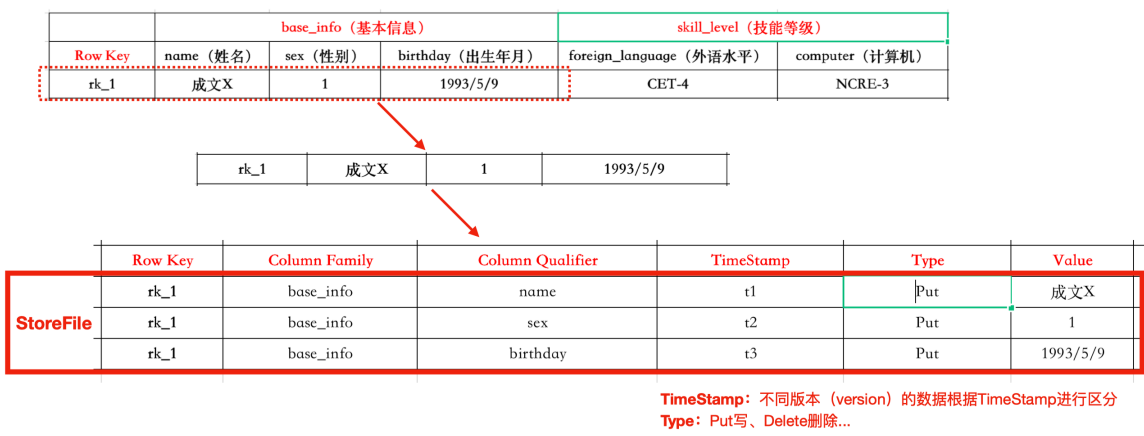 base_info（基本信息） skill_level（技能等级）
Row Key name（姓名） sex（性别） birthday（出生年月） foreign_language（外语水平） computer（计算机）
rk_1 成文X 1 1993/5/9 CET-4 NCRE-3
rk_1 成文X 1 1993/5/9
Row Key Column Family Column Qualifier TimeStamp Type Value
rk_1 base_info name t1 Put 成文X
StoreFile rk_1 base_info sex t2 Put 1
rk_1 base_info birthday t3 Put 1993/5/9
TimeStamp：不同版本（version）的数据根据TimeStamp进行区分
Type：Put写、Delete删除...